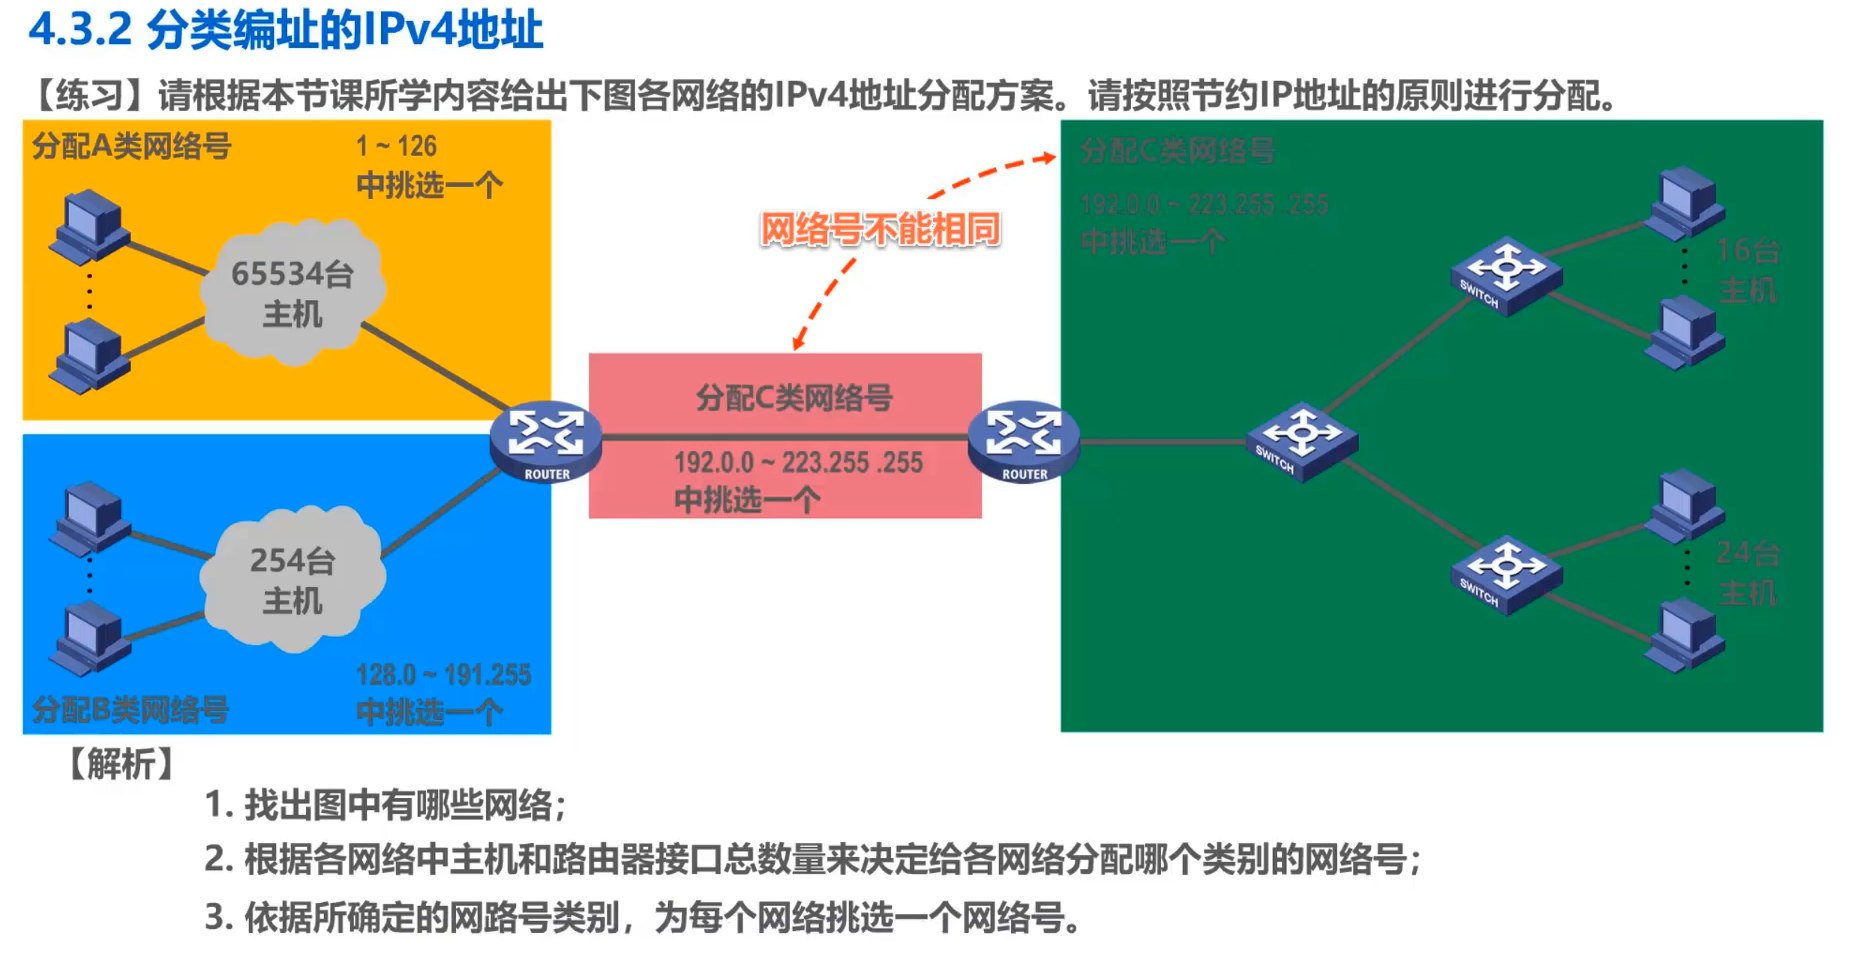 4.3.2 分类编址的IPv4地址
【练习】请根据本节课所学内容给出下图各网络的IPv4地址分配方案。请按照节约IP地址的原则进行分配。
分配A类网络号
1 ~ 126
中挑选一个
65534台
主机
254台
主机
128.0 ~ 191.255
中挑选一个
分配B类网络号
ROUTER
网络号不能相同
分配C类网络号
192.0.0 ~ 223.255 .255
中挑选一个
ROUTER
分配C类网络号
192.0.0 ~ 223.255 .255
中挑选一个
SWITCH
SWITCH
SWITCH
16台
主机
24台
主机
【解析】
1. 找出图中有哪些网络；
2. 根据各网络中主机和路由器接口总数量来决定给各网络分配哪个类别的网络号；
3. 依据所确定的网路号类别，为每个网络挑选一个网络号。